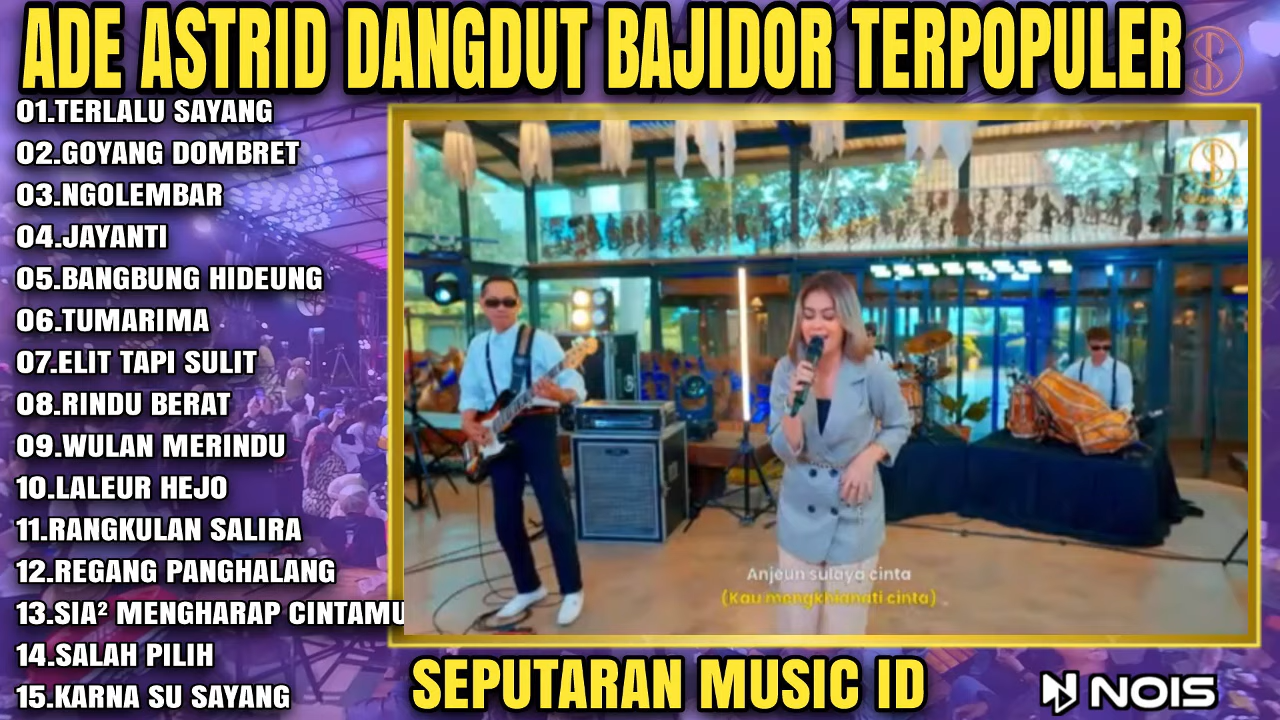 ADE ASTRID DANGDUT BAJIDOR TERPOPULER
01.TERLALU SAYANG
02.GOYANG DOMBRET
03.NGOLEMBAR
04.JAYANTI
05.BANGBUNG HIDEUNG
06.TUMARIMA
07.ELIT TAPI SULIT
08.RINDU BERAT
09.WULAN MERINDU
10.LALEUR HEJO
11.RANGKULAN SALIRA
12.REGANG PANGHALANG
13.SIA² MENGHARAP CINTAMU
14.SALAH PILIH
15.KARNA SU SAYANG
Anjeun sulaya cinta
(Kau mengkhianati cinta)
SEPUTARAN MUSIC ID
NOIS